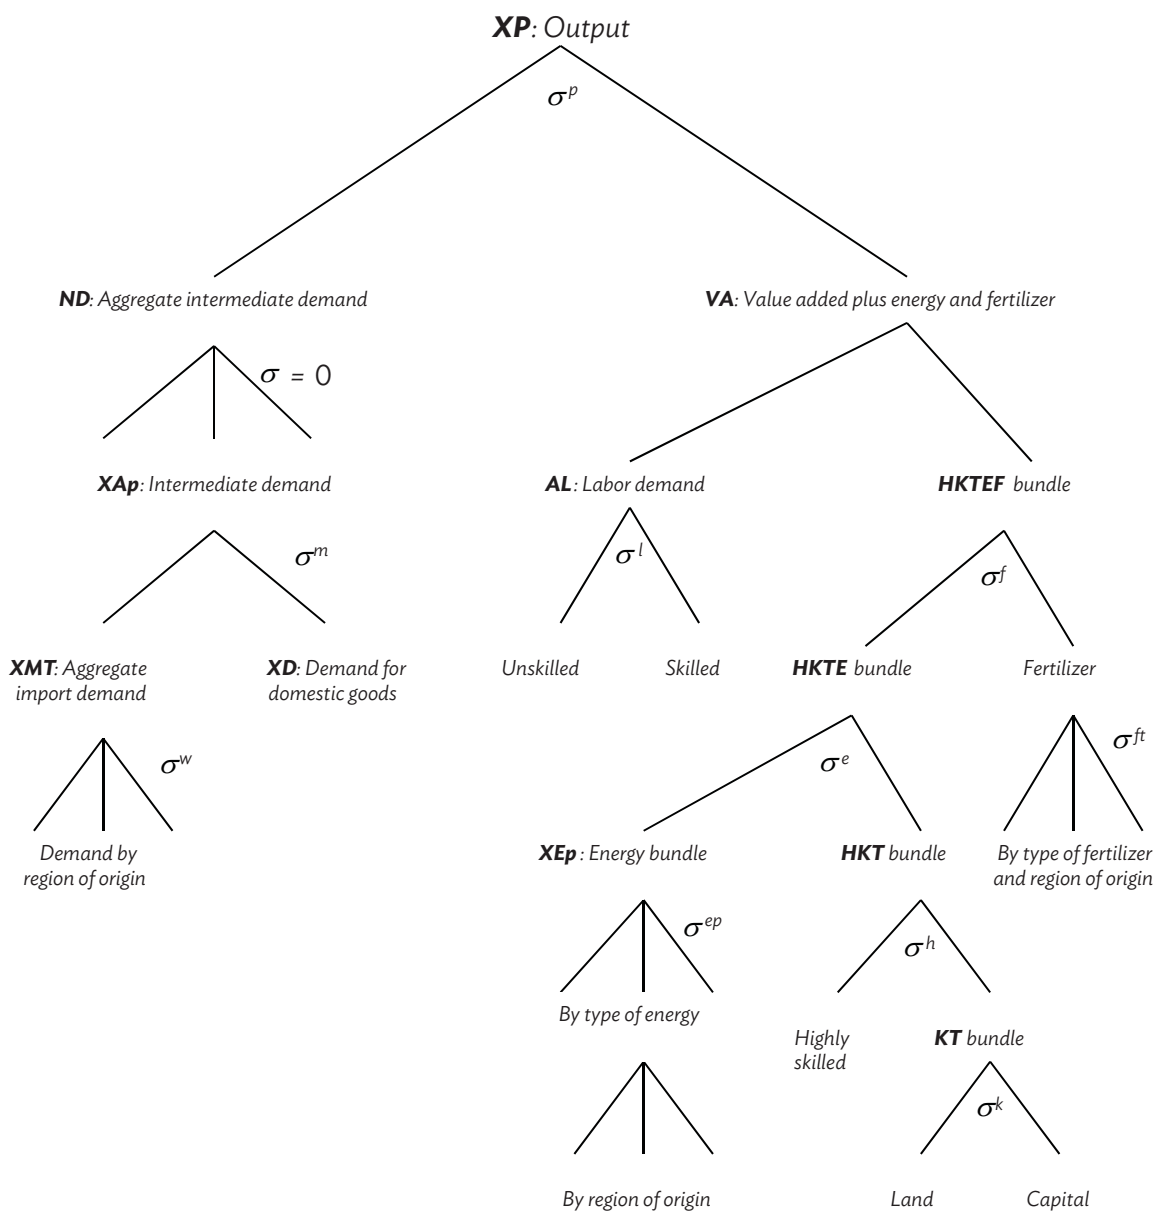 XP: Output
σ^p
ND: Aggregate intermediate demand
VA: Value added plus energy and fertilizer
σ = 0
XAp: Intermediate demand
AL: Labor demand
HKTEF bundle
σ^m
σ^l
σ^f
XMT: Aggregate
import demand
XD: Demand for
domestic goods
Unskilled
Skilled
HKTE bundle
Fertilizer
σ^w
σ^e
σ^ft
Demand by
region of origin
XEp: Energy bundle
HKT bundle
By type of fertilizer
and region of origin
σ^ep
σ^h
By type of energy
Highly
skilled
KT bundle
σ^k
By region of origin
Land
Capital